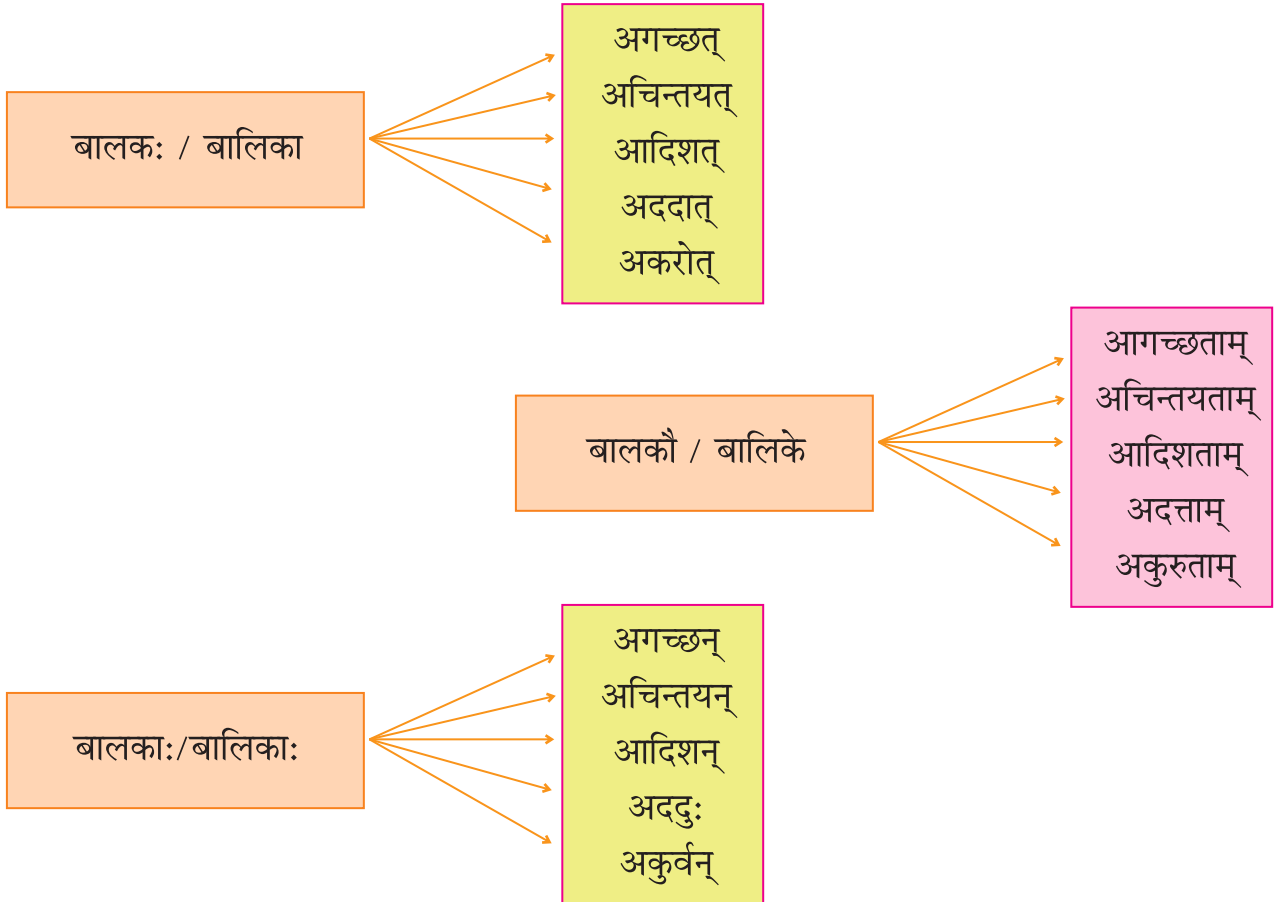 बालक: / बालिका
अगच्छत्
अचिन्तयत्
आदिशत्
अददात्
अकरोत्
बालकौ / बालिके
आगच्छताम्
अचिन्तयताम्
आदिशताम्
अदत्ताम्
अकुरुताम्
बालका:/बालिका:
अगच्छन्
अचिन्तयन्
आदिशन्
अददु:
अकुर्वन्